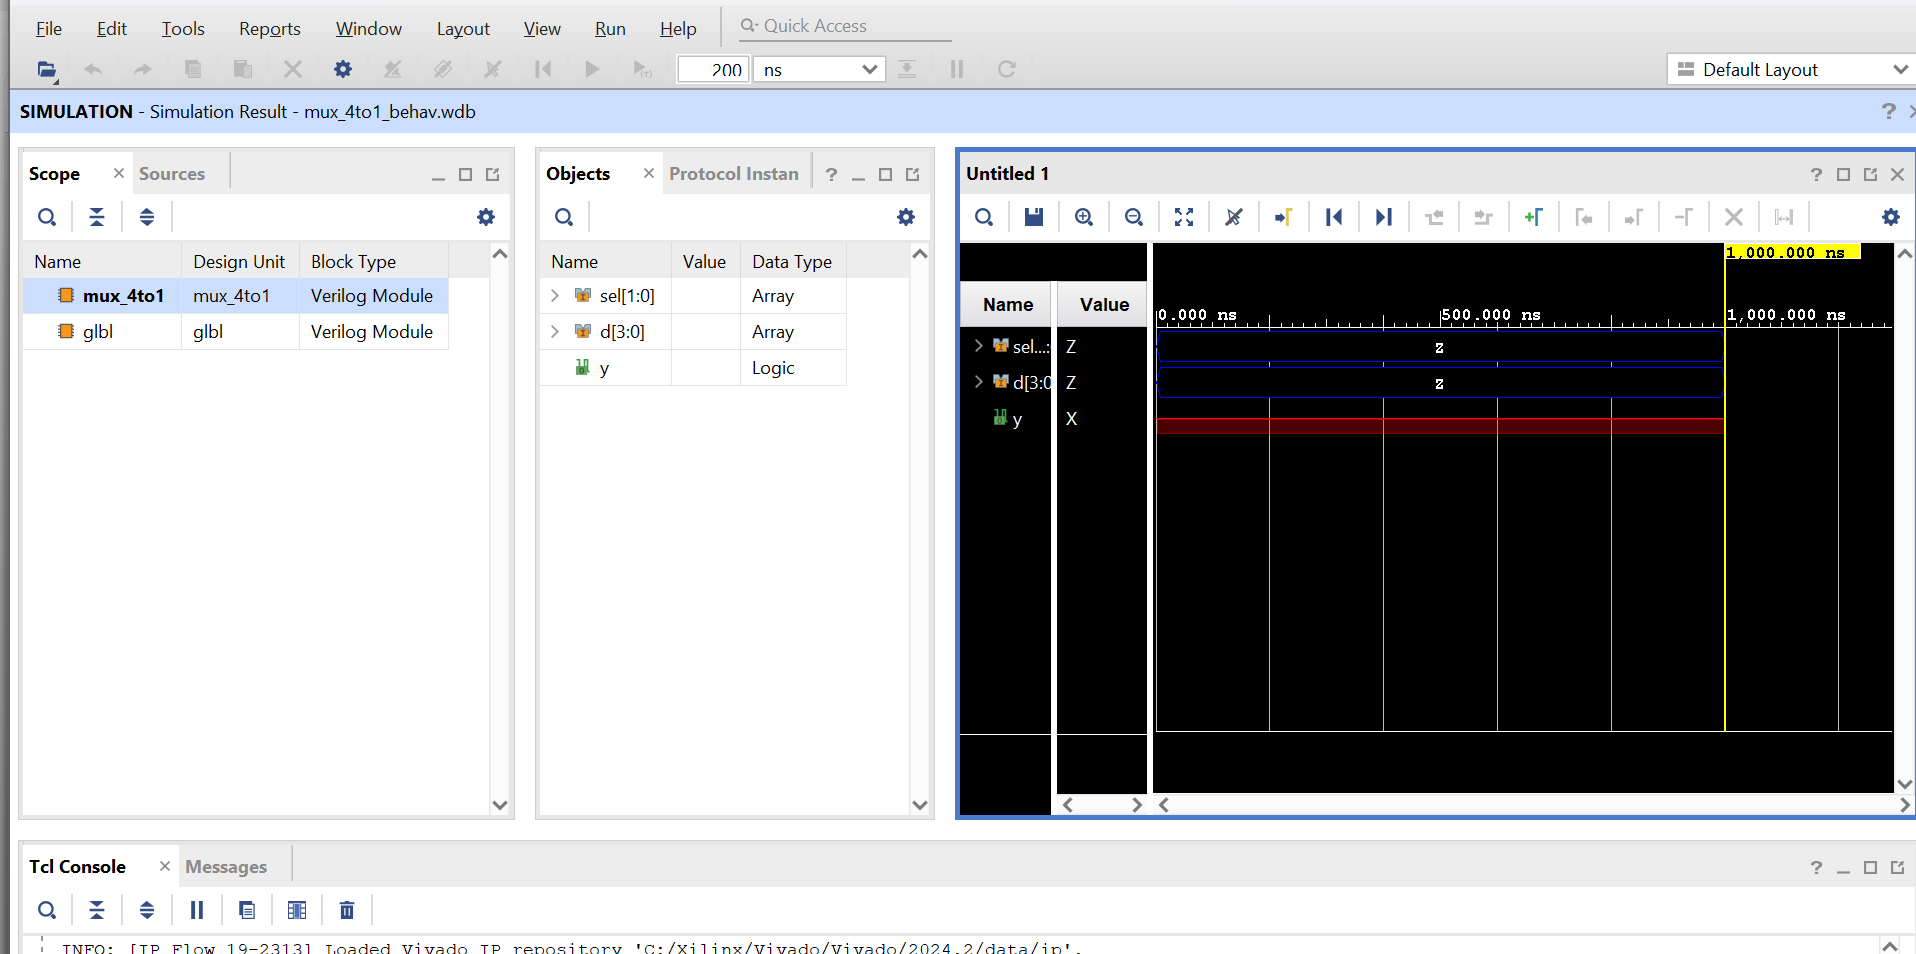 File Edit Tools Reports Window Layout View Run Help Quick Access
200 ns Default Layout
SIMULATION - Simulation Result - mux_4to1_behav.wdb
Scope Sources
Name Design Unit Block Type
mux_4to1 mux_4to1 Verilog Module
glbl glbl Verilog Module
Objects Protocol Instan
Name Value Data Type
sel[1:0] Array
d[3:0] Array
y Logic
Untitled 1
1,000.000 ns
Name Value
0.000 ns 500.000 ns 1,000.000 ns
sel...: Z Z
d[3:0 Z Z
y X
Tcl Console Messages
INFO: [IP_Flow 19-2313] Loaded Vivado IP repository 'C:/Xilinx/Vivado/Vivado/2024.2/data/ip'.